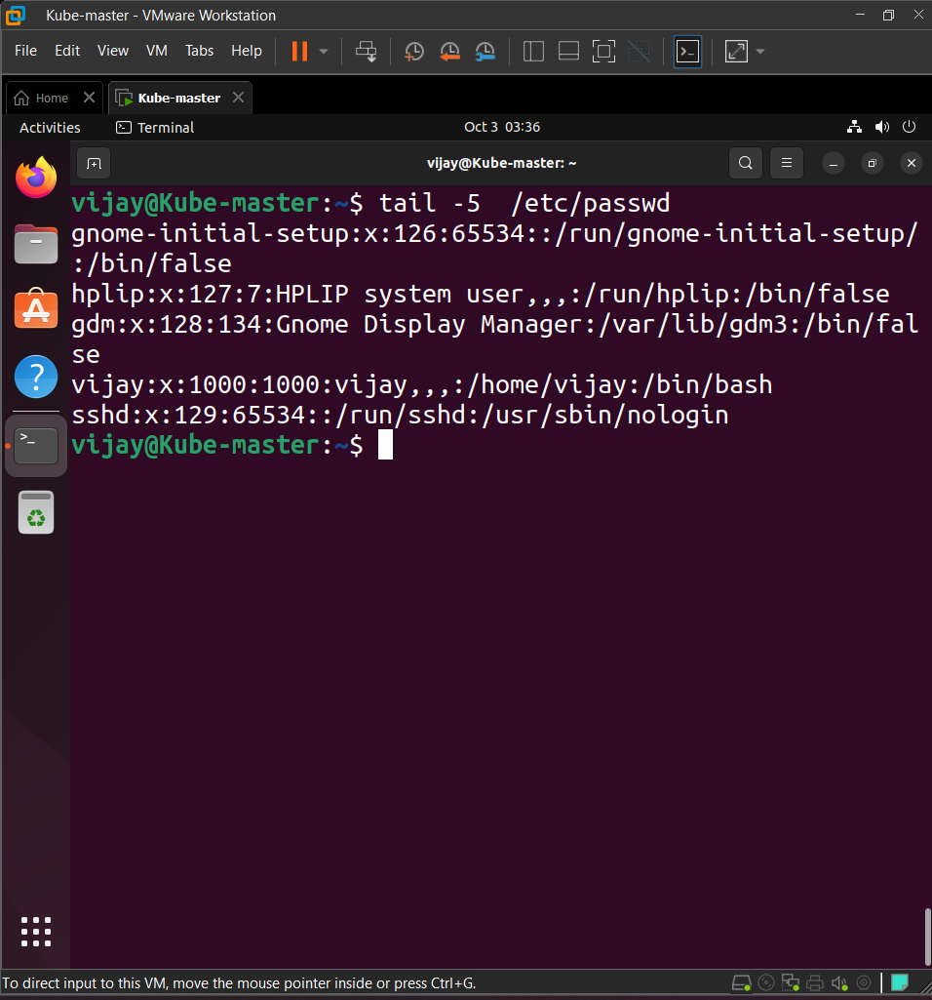 Kube-master - VMware Workstation
File Edit View VM Tabs Help
Home Kube-master
Activities Terminal Oct 3 03:36
vijay@Kube-master: ~
vijay@Kube-master:~$ tail -5  /etc/passwd
gnome-initial-setup:x:126:65534::/run/gnome-initial-setup/
:/bin/false
hplip:x:127:7:HPLIP system user,,,:/run/hplip:/bin/false
gdm:x:128:134:Gnome Display Manager:/var/lib/gdm3:/bin/fal
se
vijay:x:1000:1000:vijay,,,:/home/vijay:/bin/bash
sshd:x:129:65534::/run/sshd:/usr/sbin/nologin
vijay@Kube-master:~$
To direct input to this VM, move the mouse pointer inside or press Ctrl+G.